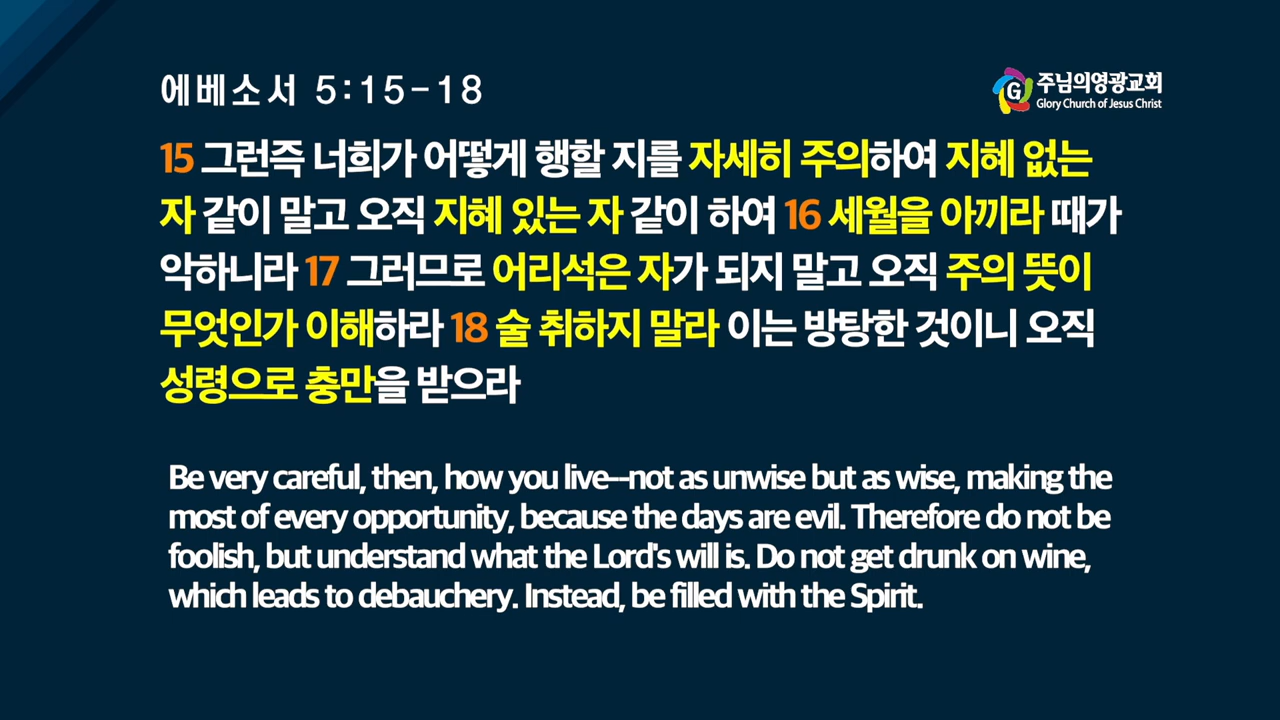 에베소서 5:15-18
주님의영광교회
Glory Church of Jesus Christ
15 그런즉 너희가 어떻게 행할 지를 자세히 주의하여 지혜 없는
자 같이 말고 오직 지혜 있는 자 같이 하여 16 세월을 아끼라 때가
악하니라 17 그러므로 어리석은 자가 되지 말고 오직 주의 뜻이
무엇인가 이해하라 18 술 취하지 말라 이는 방탕한 것이니 오직
성령으로 충만을 받으라
Be very careful, then, how you live--not as unwise but as wise, making the
most of every opportunity, because the days are evil. Therefore do not be
foolish, but understand what the Lord's will is. Do not get drunk on wine,
which leads to debauchery. Instead, be filled with the Spirit.